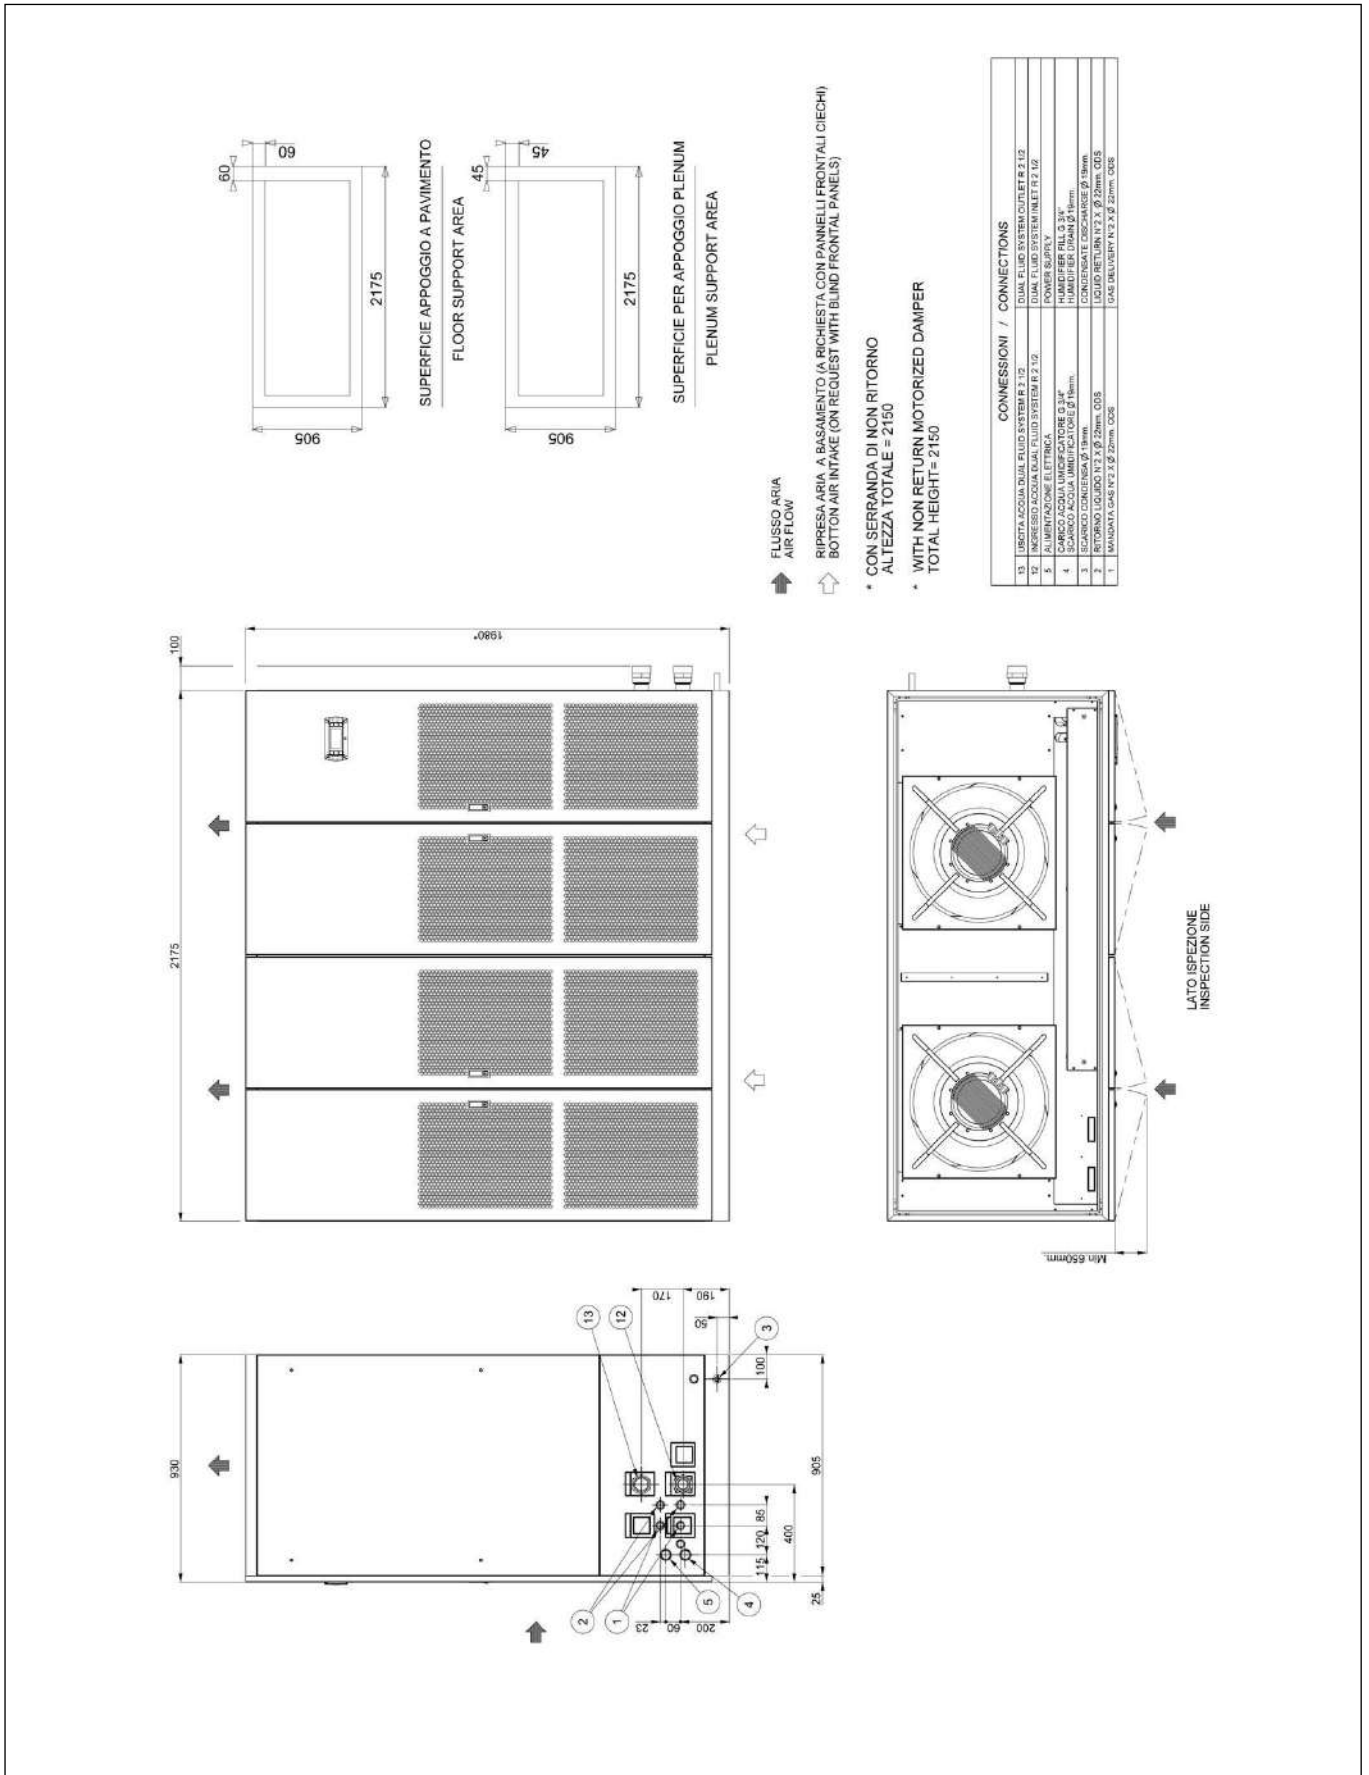 930
13
12
3
2
1
5
4
23
60
200
170
190
50
25
115
120
85
400
100
905
2175
100
1980*
60
60
905
2175
SUPERFICIE APPOGGIO A PAVIMENTO
FLOOR SUPPORT AREA
45
45
905
2175
SUPERFICIE PER APPOGGIO PLENUM
PLENUM SUPPORT AREA
FLUSSO ARIA
AIR FLOW
RIPRESA ARIA A BASAMENTO (A RICHIESTA CON PANNELLI FRONTALI CIECHI)
BOTTON AIR INTAKE (ON REQUEST WITH BLIND FRONTAL PANELS)
* CON SERRANDA DI NON RITORNO
ALTEZZA TOTALE = 2150
* WITH NON RETURN MOTORIZED DAMPER
TOTAL HEIGHT= 2150
Min. 650mm.
LATO ISPEZIONE
INSPECTION SIDE
CONNESSIONI / CONNECTIONS
13 USCITA ACQUA DUAL FLUID SYSTEM R 2 1/2 DUAL FLUID SYSTEM OUTLET R 2 1/2
12 INGRESSO ACQUA DUAL FLUID SYSTEM R 2 1/2 DUAL FLUID SYSTEM INLET R 2 1/2
5 ALIMENTAZIONE ELETTRICA POWER SUPPLY
4 CARICO ACQUA UMIDIFICATORE G 3/4" HUMIDIFIER FILL G 3/4"
SCARICO ACQUA UMIDIFICATORE Ø 19mm. HUMIDIFIER DRAIN Ø 19mm.
3 SCARICO CONDENSA Ø 19mm. CONDENSATE DISCHARGE Ø 19mm.
2 RITORNO LIQUIDO N°2 X Ø 22mm. ODS LIQUID RETURN N°2 X Ø 22mm. ODS
1 MANDATA GAS N°2 X Ø 22mm. ODS GAS DELIVERY N°2 X Ø 22mm. ODS